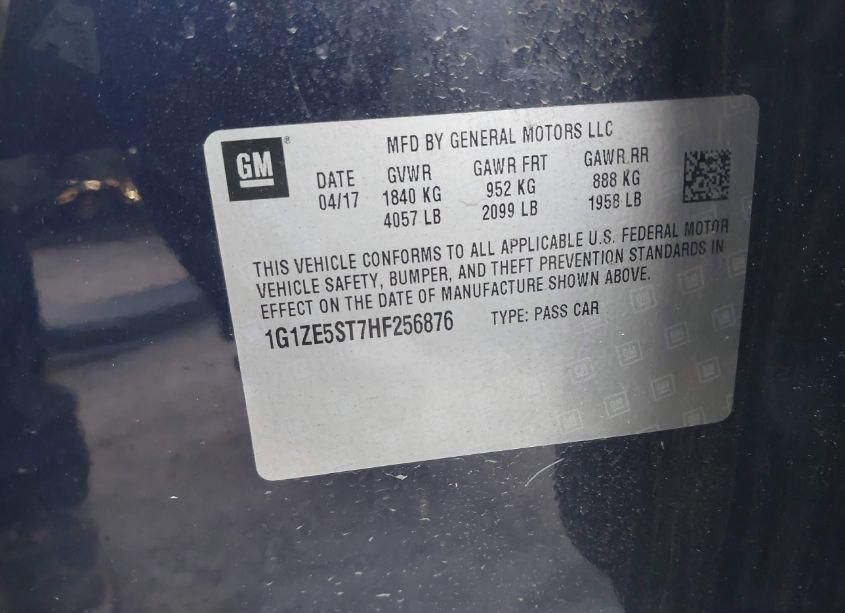 GM
MFD BY GENERAL MOTORS LLC
DATE GVWR GAWR FRT GAWR RR
04/17 1840 KG 952 KG 888 KG
4057 LB 2099 LB 1958 LB
THIS VEHICLE CONFORMS TO ALL APPLICABLE U.S. FEDERAL MOTOR
VEHICLE SAFETY, BUMPER, AND THEFT PREVENTION STANDARDS IN
EFFECT ON THE DATE OF MANUFACTURE SHOWN ABOVE.
1G1ZE5ST7HF256876 TYPE: PASS CAR